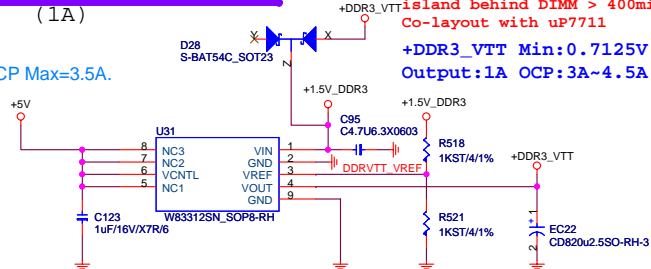 (1A)
+DDR3_VTT
island behind DIMM > 400mi
Co-layout with uP7711
X
X
D28
S-BAT54C_SOT23
Z
+DDR3_VTT Min:0.7125V
Output:1A OCP:3A~4.5A
CP Max=3.5A.
+5V
+1.5V_DDR3
+1.5V_DDR3
C95
C4.7U6.3X0603
U31
8 NC3 VIN 1
7 NC2 GND 2
6 VCNTL VREF 3
5 NC1 VOUT 4
GND 9
W83312SN_SOP8-RH
DDRVTT_VREF
R518
1KST/4/1%
+DDR3_VTT
C123
1uF/16V/X7R/6
R521
1KST/4/1%
1
+
EC22
CD820u2.5SO-RH-3
2